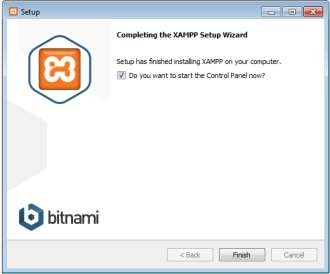 Setup
Completing the XAMPP Setup Wizard
Setup has finished installing XAMPP on your computer.
Do you want to start the Control Panel now?
bitnami
< Back
Finish
Cancel